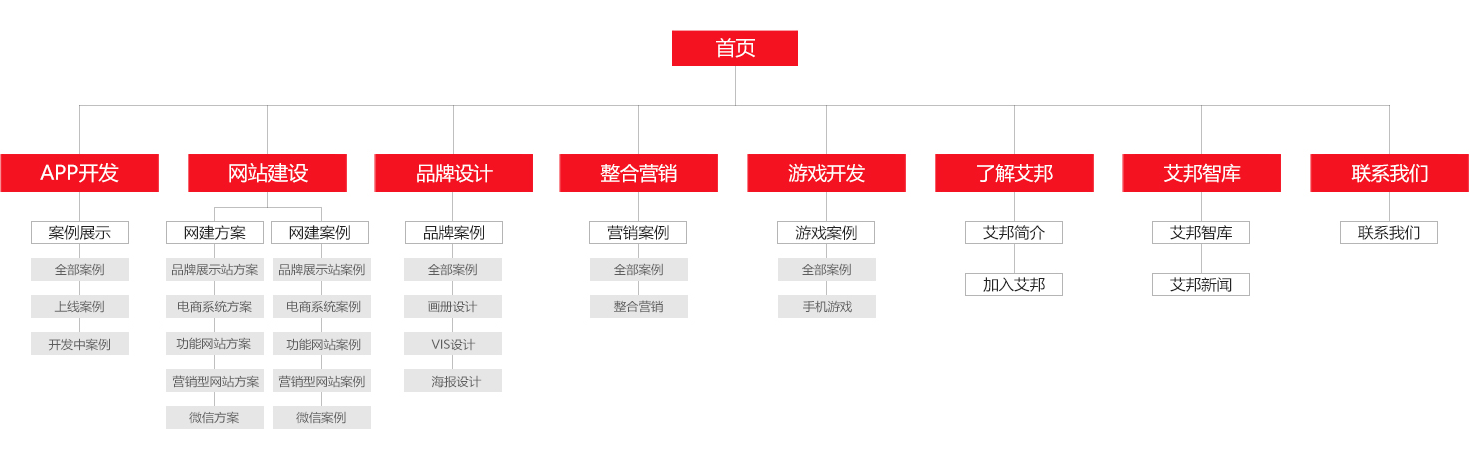 首页
APP开发
网站建设
品牌设计
整合营销
游戏开发
了解艾邦
艾邦智库
联系我们
案例展示
网建方案
网建案例
品牌案例
营销案例
游戏案例
艾邦简介
艾邦智库
联系我们
全部案例
品牌展示站方案
品牌展示站案例
全部案例
全部案例
全部案例
加入艾邦
艾邦新闻
上线案例
电商系统方案
电商系统案例
画册设计
整合营销
手机游戏
开发中案例
功能网站方案
功能网站案例
VIS设计
营销型网站方案
营销型网站案例
海报设计
微信方案
微信案例